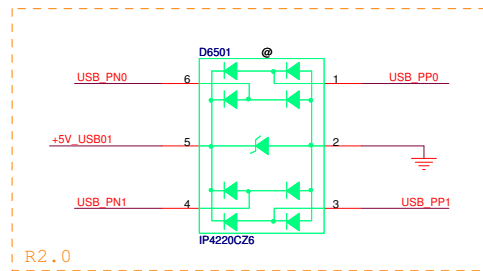 D6501 @
USB_PN0 6 1 USB_PP0
+5V_USB01 5 2
USB_PN1 4 3 USB_PP1
IP4220CZ6
R2.0